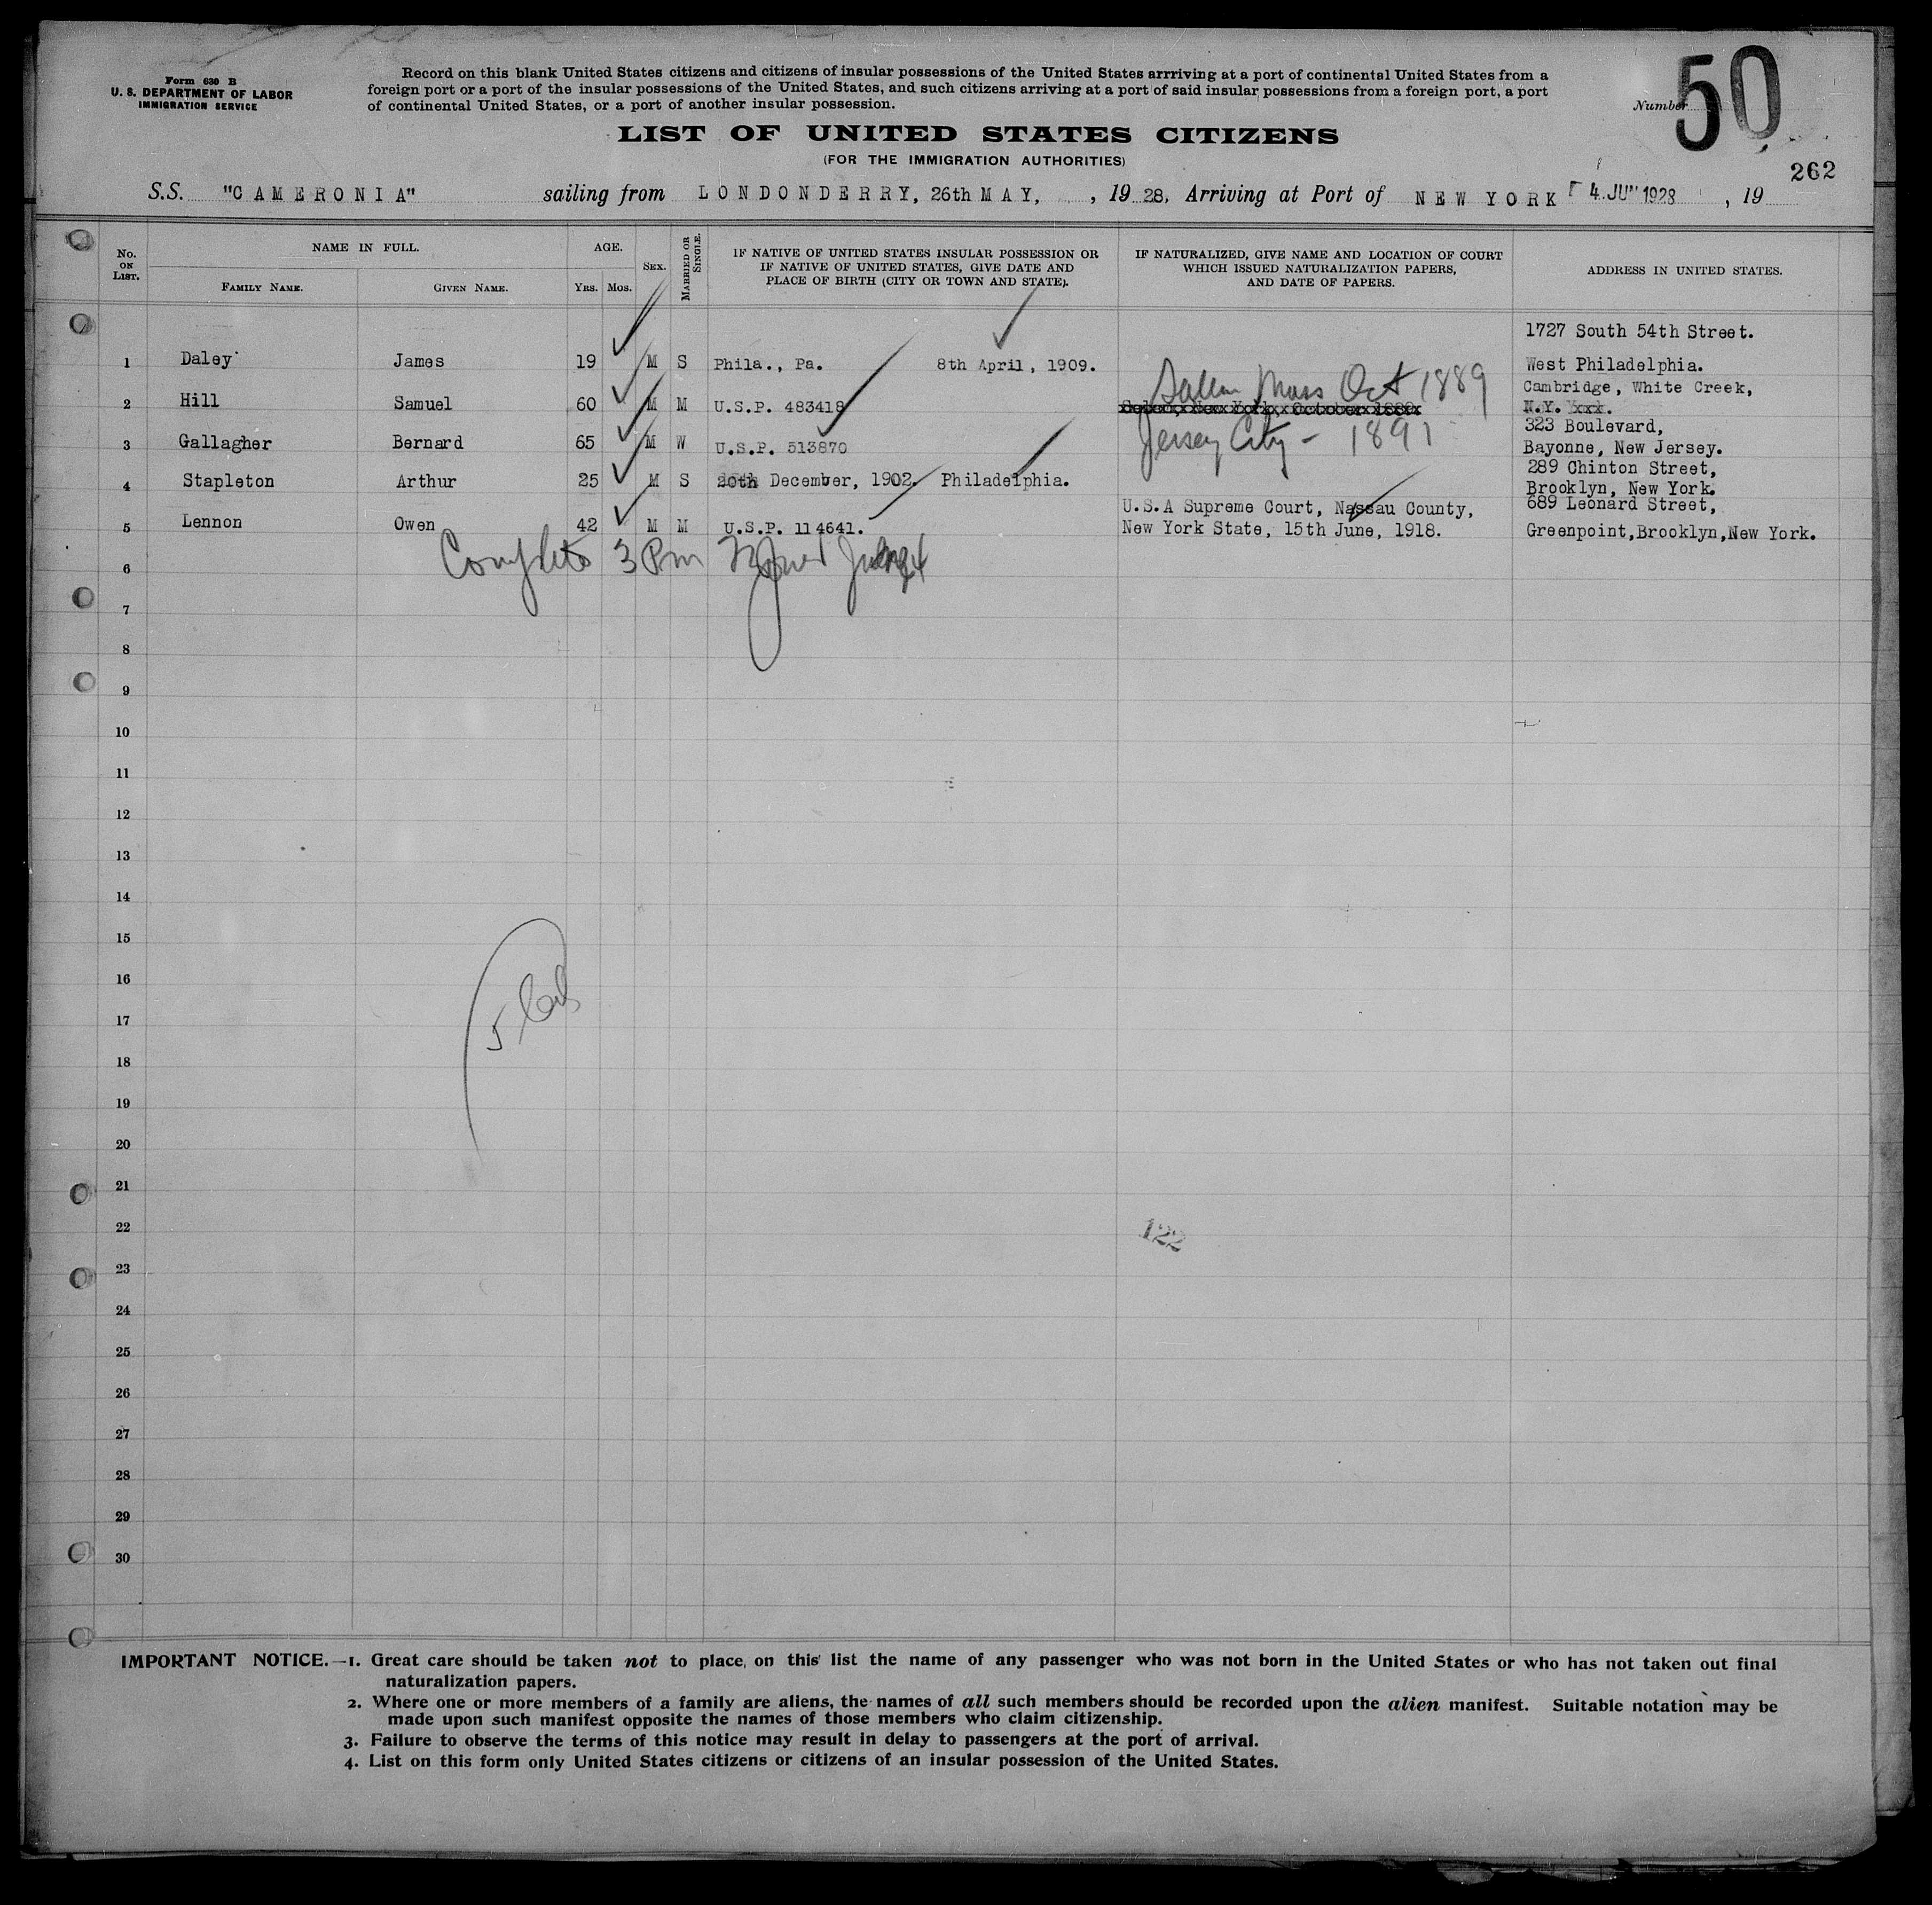 Form 630 B
U. S. DEPARTMENT OF LABOR
IMMIGRATION SERVICE
Record on this blank United States citizens and citizens of insular possessions of the United States arrriving at a port of continental United States from a
foreign port or a port of the insular possessions of the United States, and such citizens arriving at a port of said insular possessions from a foreign port, a port
of continental United States, or a port of another insular possession.
Number 50
LIST OF UNITED STATES CITIZENS
(FOR THE IMMIGRATION AUTHORITIES)
262
S.S. "CAMERONIA" sailing from LONDONDERRY, 26th MAY, , 19 28, Arriving at Port of NEW YORK 4 JUN 1928 , 19
No. ON LIST.
NAME IN FULL.
FAMILY NAME.
GIVEN NAME.
AGE.
YRS. MOS.
SEX.
MARRIED OR SINGLE.
IF NATIVE OF UNITED STATES INSULAR POSSESSION OR
IF NATIVE OF UNITED STATES, GIVE DATE AND
PLACE OF BIRTH (CITY OR TOWN AND STATE).
IF NATURALIZED, GIVE NAME AND LOCATION OF COURT
WHICH ISSUED NATURALIZATION PAPERS,
AND DATE OF PAPERS.
ADDRESS IN UNITED STATES.
1727 South 54th Street.
1 Daley James 19 M S Phila., Pa. 8th April, 1909. West Philadelphia.
Salem Mass Oct 1889
Cambridge, White Creek,
2 Hill Samuel 60 M M U.S.P. 483418 N.Y. xxx.
323 Boulevard,
3 Gallagher Bernard 65 M W U.S.P. 513870 Jersey City - 1891 Bayonne, New Jersey.
289 Chinton Street,
4 Stapleton Arthur 25 M S 20th December, 1902. Philadelphia. Brooklyn, New York.
U.S.A Supreme Court, Nassau County, 689 Leonard Street,
5 Lennon Owen 42 M M U.S.P. 114641. New York State, 15th June, 1918. Greenpoint,Brooklyn,New York.
Complete 3 Pm
6
7
8
9
10
11
12
13
14
15
16
17
5
18
19
20
21
22
122
23
24
25
26
27
28
29
30
IMPORTANT NOTICE.—1. Great care should be taken not to place on this list the name of any passenger who was not born in the United States or who has not taken out final
naturalization papers.
2. Where one or more members of a family are aliens, the names of all such members should be recorded upon the alien manifest. Suitable notation may be
made upon such manifest opposite the names of those members who claim citizenship.
3. Failure to observe the terms of this notice may result in delay to passengers at the port of arrival.
4. List on this form only United States citizens or citizens of an insular possession of the United States.